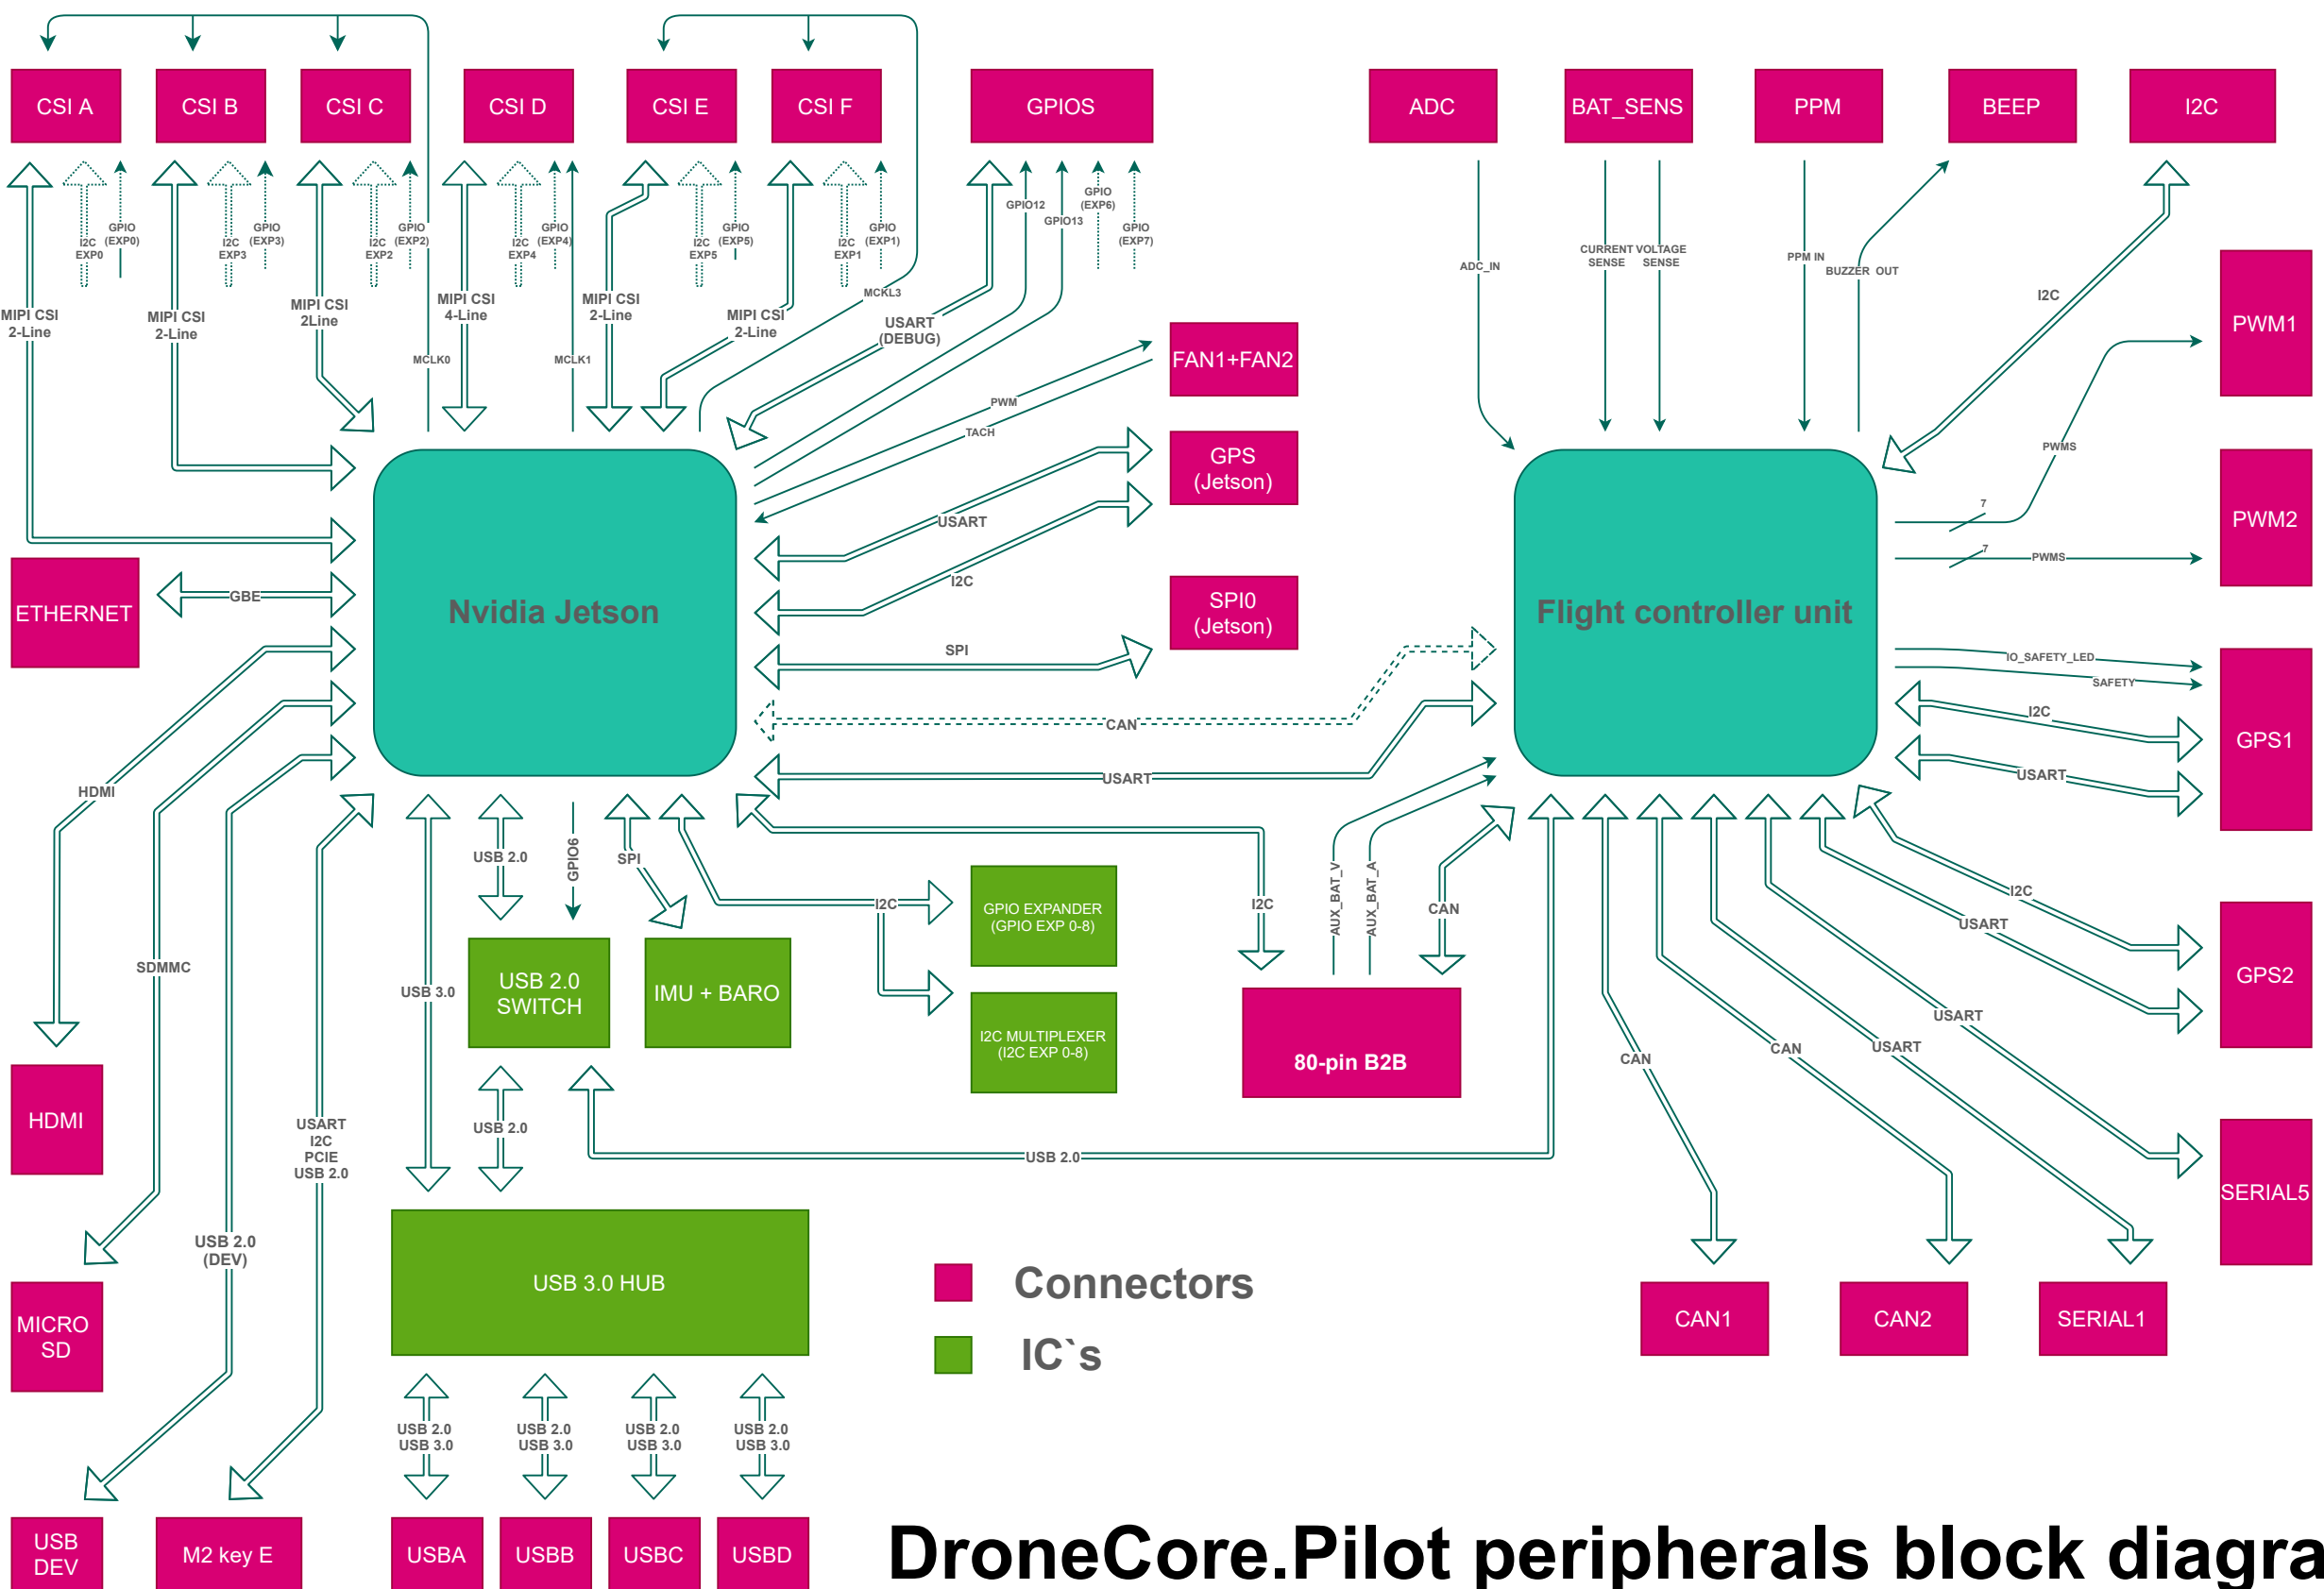 CSI A
CSI B
CSI C
CSI D
CSI E
CSI F
GPIOS
ADC
BAT_SENS
PPM
BEEP
I2C
I2C
EXP0
GPIO
(EXP0)
I2C
EXP3
GPIO
(EXP3)
I2C
EXP2
GPIO
(EXP2)
I2C
EXP4
GPIO
(EXP4)
I2C
EXP5
GPIO
(EXP5)
I2C
EXP1
GPIO
(EXP1)
GPIO12
GPIO13
GPIO
(EXP6)
GPIO
(EXP7)
MIPI CSI
2-Line
MIPI CSI
2-Line
MIPI CSI
2Line
MCLK0
MIPI CSI
4-Line
MCLK1
MIPI CSI
2-Line
MIPI CSI
2-Line
MCKL3
USART
(DEBUG)
ADC_IN
CURRENT
SENSE
VOLTAGE
SENSE
PPM IN
BUZZER OUT
I2C
PWM1
PWMS
7
PWM2
7
PWMS
FAN1+FAN2
PWM
TACH
GPS
(Jetson)
USART
I2C
SPI0
(Jetson)
SPI
CAN
USART
ETHERNET
GBE
Nvidia Jetson
Flight controller unit
IO_SAFETY_LED
SAFETY
I2C
USART
GPS1
HDMI
SDMMC
USB 3.0
USB 2.0
GPIO6
SPI
I2C
I2C
AUX_BAT_V
AUX_BAT_A
CAN
I2C
USART
GPS2
USB 2.0
SWITCH
IMU + BARO
GPIO EXPANDER
(GPIO EXP 0-8)
I2C MULTIPLEXER
(I2C EXP 0-8)
80-pin B2B
CAN
CAN
USART
USART
HDMI
USART
I2C
PCIE
USB 2.0
USB 2.0
USB 2.0
SERIAL5
USB 2.0
(DEV)
USB 3.0 HUB
Connectors
IC`s
CAN1
CAN2
SERIAL1
MICRO
SD
USB 2.0
USB 3.0
USB 2.0
USB 3.0
USB 2.0
USB 3.0
USB 2.0
USB 3.0
USB
DEV
M2 key E
USBA
USBB
USBC
USBD
DroneCore.Pilot peripherals block diagra